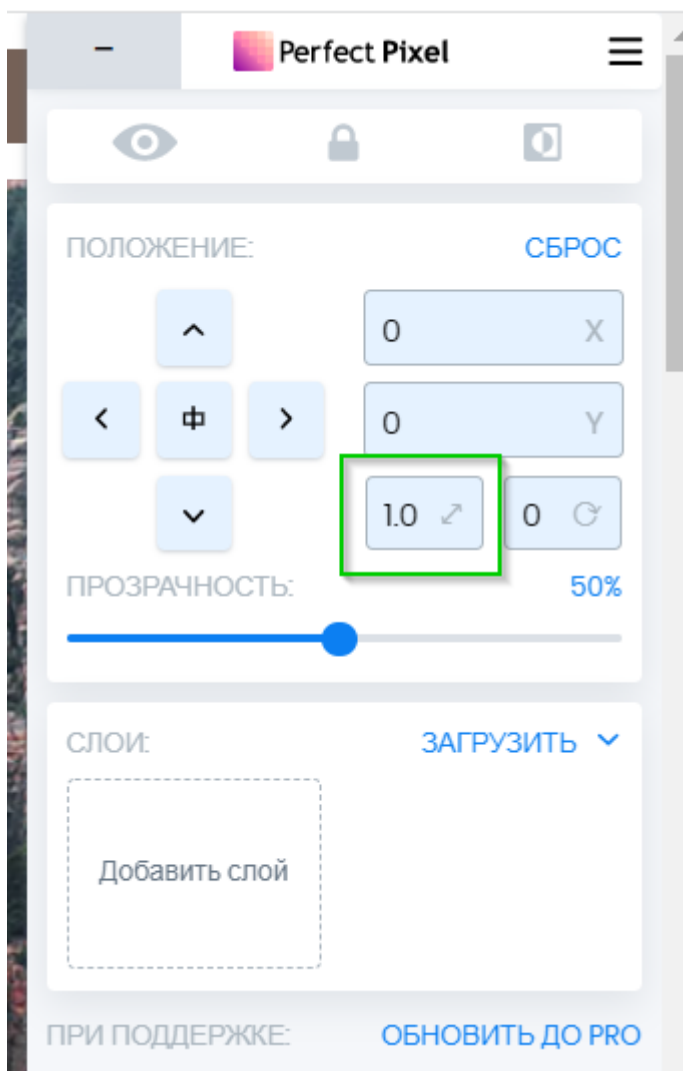 Perfect Pixel
ПОЛОЖЕНИЕ: СБРОС
0 X
中
0 Y
1.0 0
ПРОЗРАЧНОСТЬ: 50%
СЛОИ: ЗАГРУЗИТЬ
Добавить слой
ПРИ ПОДДЕРЖКЕ: ОБНОВИТЬ ДО PRO